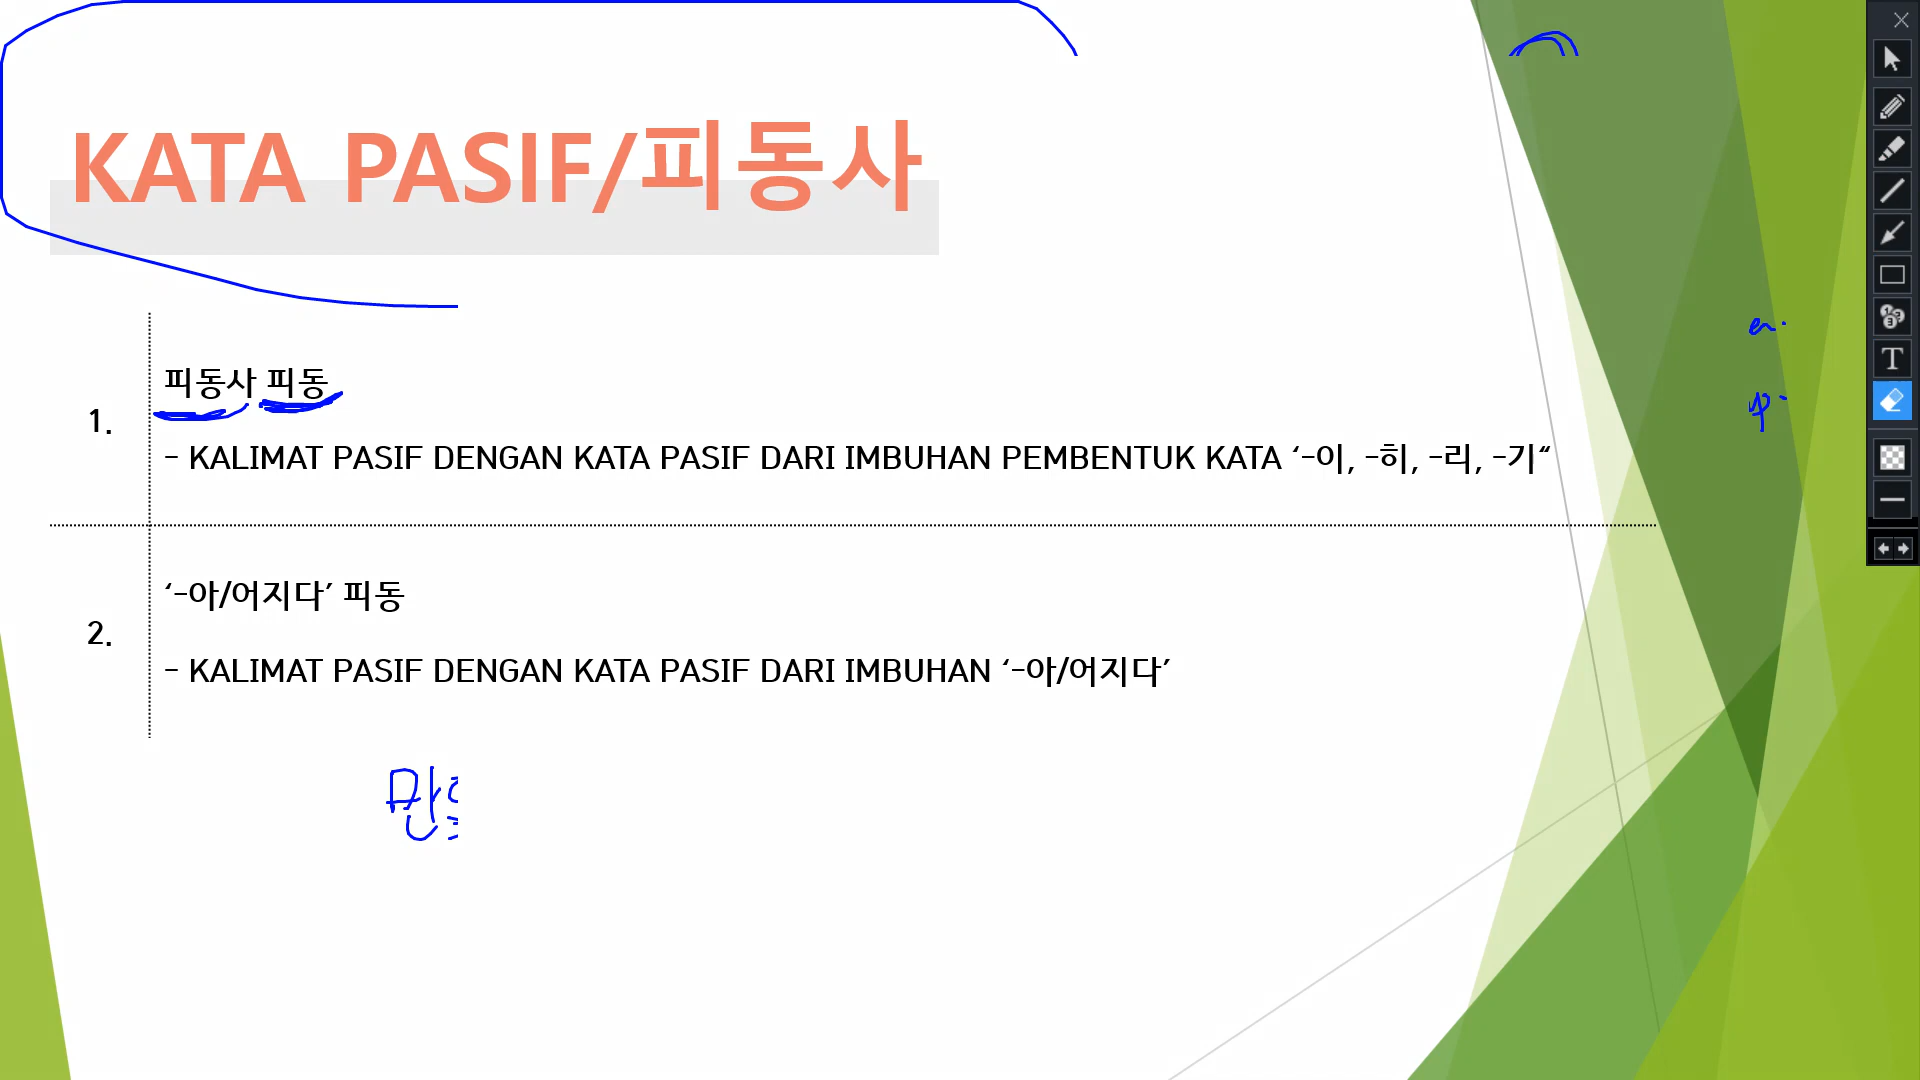 KATA PASIF/피동사
1.
피동사 피동
- KALIMAT PASIF DENGAN KATA PASIF DARI IMBUHAN PEMBENTUK KATA ‘-이, -히, -리, -기“
2.
‘-아/어지다’ 피동
- KALIMAT PASIF DENGAN KATA PASIF DARI IMBUHAN ‘-아/어지다’
만